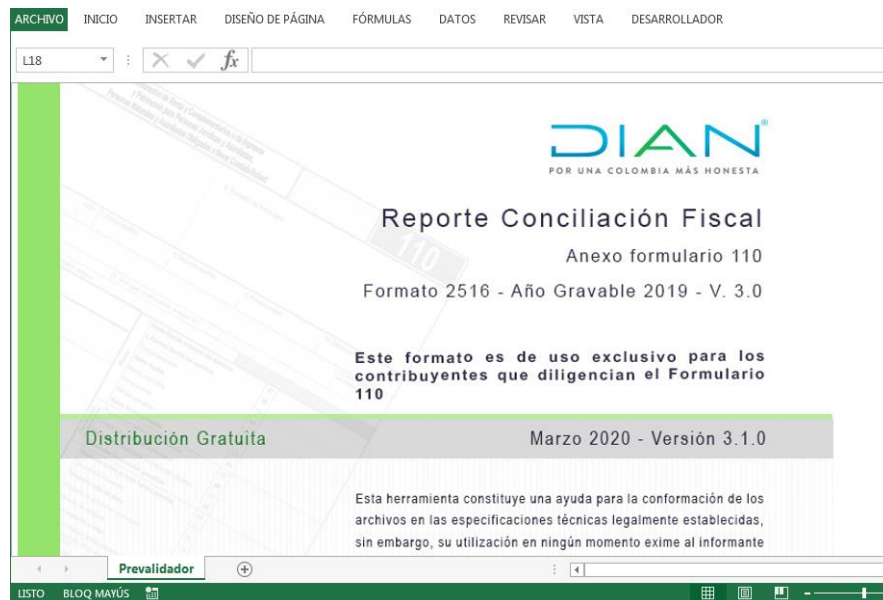 ARCHIVO INICIO INSERTAR DISEÑO DE PÁGINA FÓRMULAS DATOS REVISAR VISTA DESARROLLADOR
L18 fx
DIAN®
POR UNA COLOMBIA MÁS HONESTA
Reporte Conciliación Fiscal
110
Anexo formulario 110
Formato 2516 - Año Gravable 2019 - V. 3.0
Este formato es de uso exclusivo para los
contribuyentes que diligencian el Formulario
110
Distribución Gratuita Marzo 2020 - Versión 3.1.0
Esta herramienta constituye una ayuda para la conformación de los
archivos en las especificaciones técnicas legalmente establecidas,
sin embargo, su utilización en ningún momento exime al informante
Prevalidador
LISTO BLOQ MAYÚS